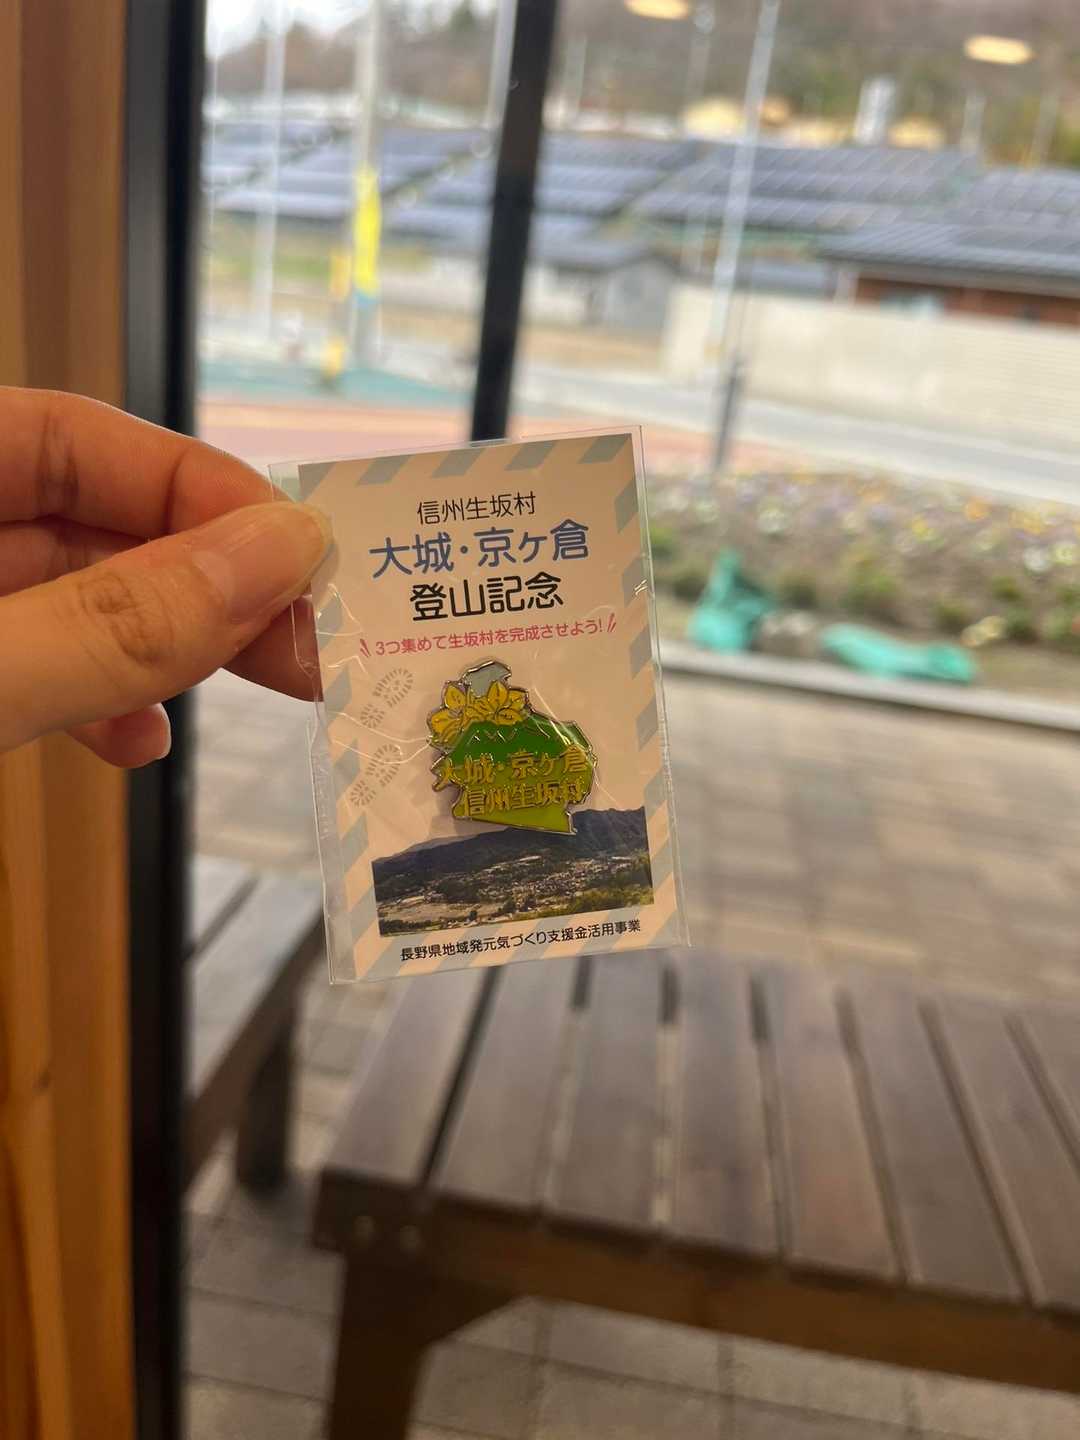 信州生坂村
大城・京ヶ倉
登山記念
3つ集めて生坂村を完成させよう!
大城・京ヶ倉
信州生坂村
長野県地域発元気づくり支援金活用事業